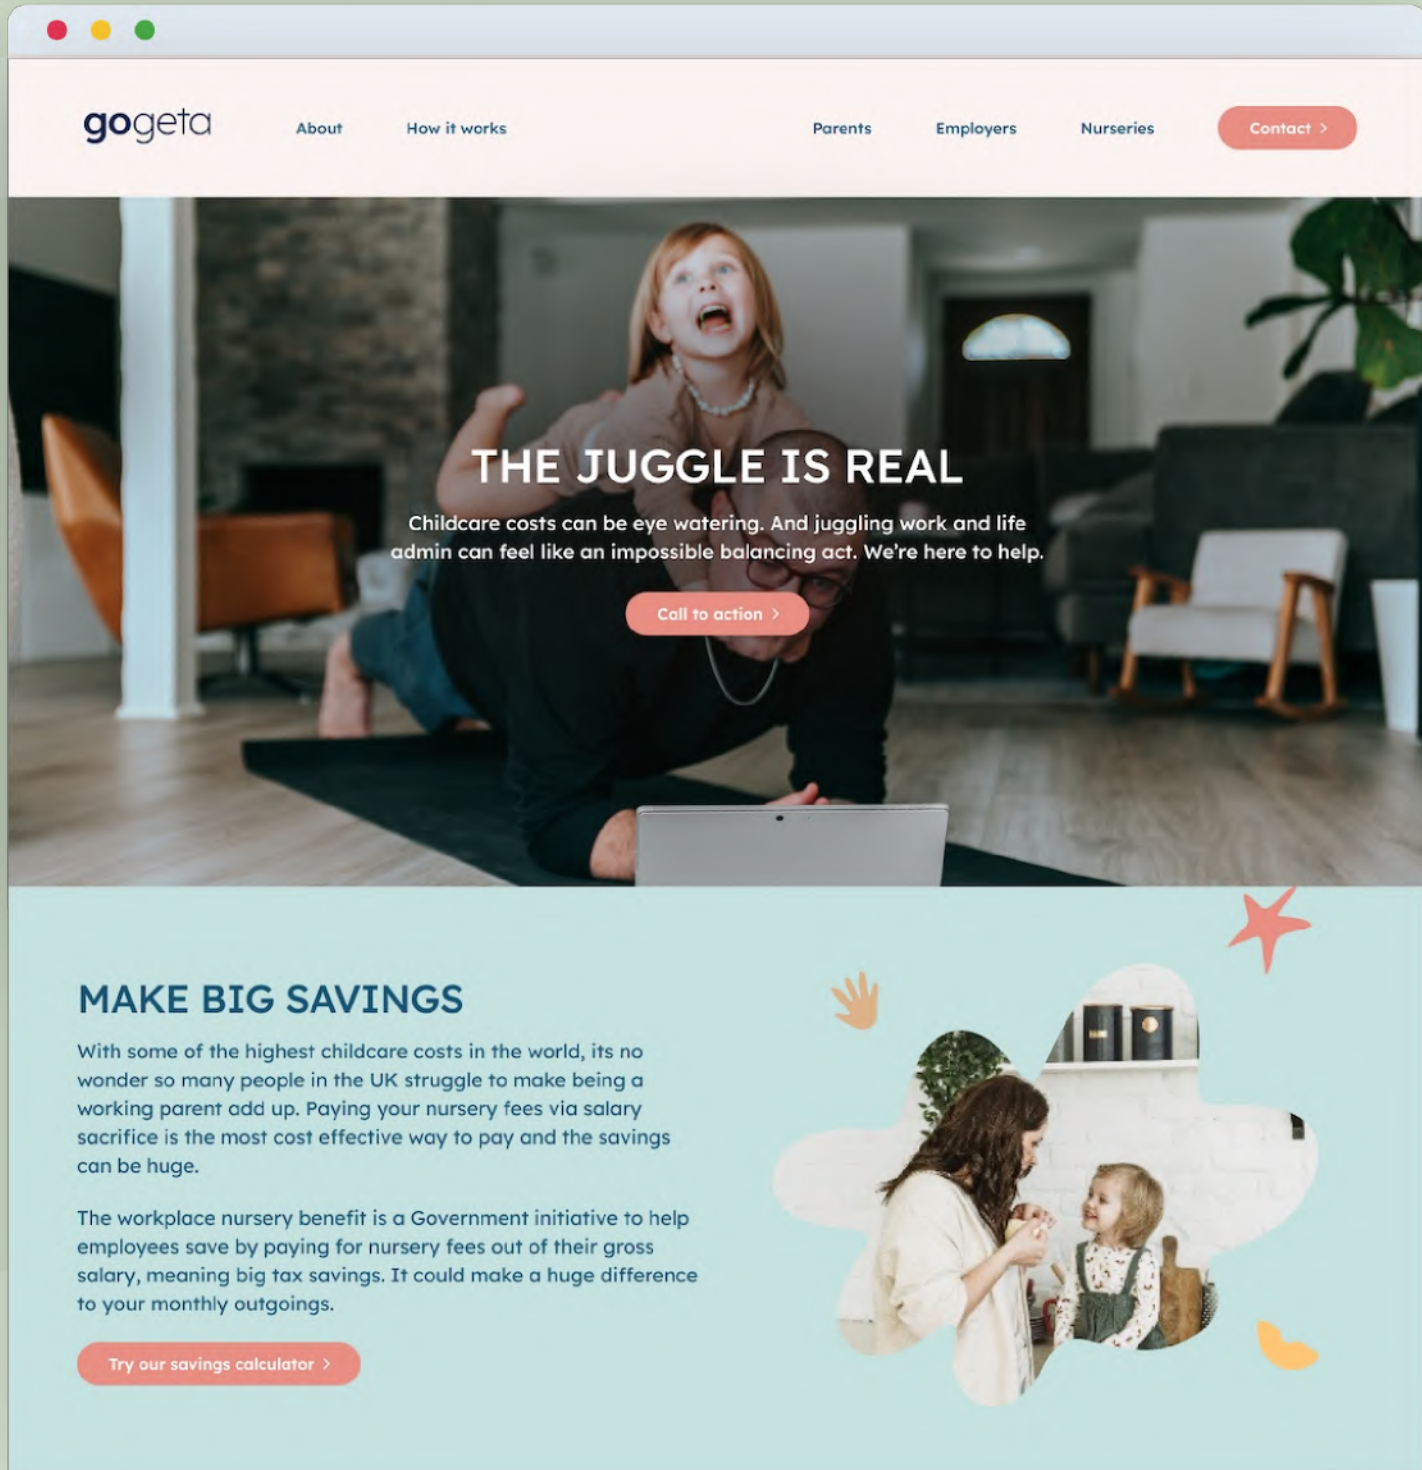 gogeta
About
How it works
Parents
Employers
Nurseries
Contact >
THE JUGGLE IS REAL
Childcare costs can be eye watering. And juggling work and life
admin can feel like an impossible balancing act. We're here to help.
Call to action >
MAKE BIG SAVINGS
With some of the highest childcare costs in the world, its no
wonder so many people in the UK struggle to make being a
working parent add up. Paying your nursery fees via salary
sacrifice is the most cost effective way to pay and the savings
can be huge.
The workplace nursery benefit is a Government initiative to help
employees save by paying for nursery fees out of their gross
salary, meaning big tax savings. It could make a huge difference
to your monthly outgoings.
Try our savings calculator >